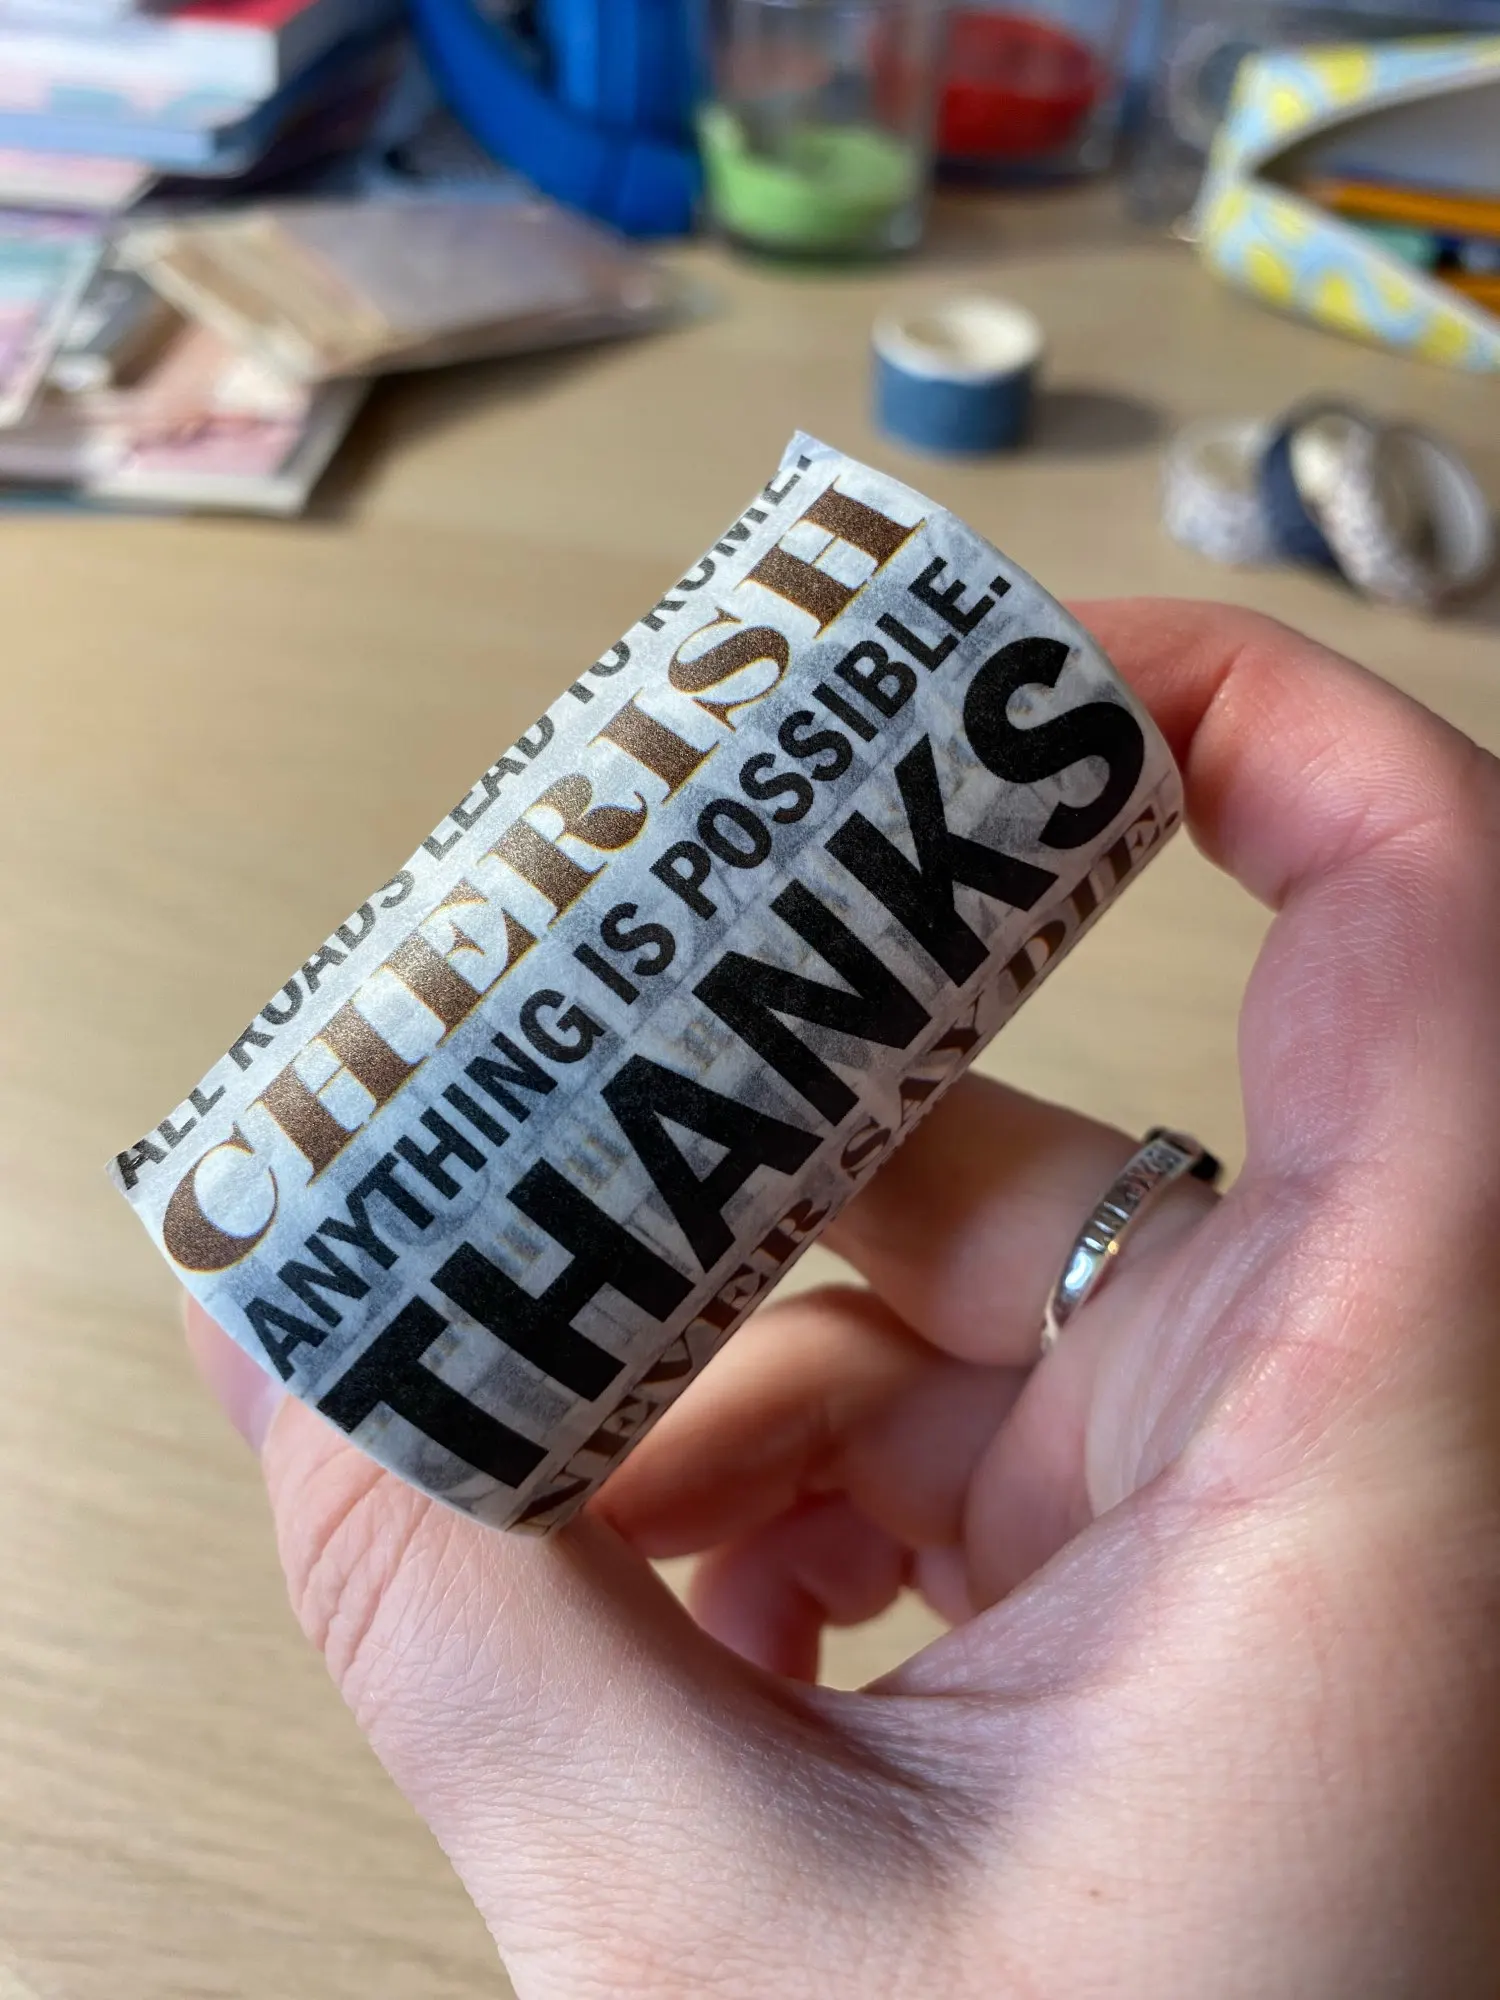 ALL ROADS LEAD TO ROME.
CHERISH
ANYTHING IS POSSIBLE.
THANKS
NEVER SAY DIE!